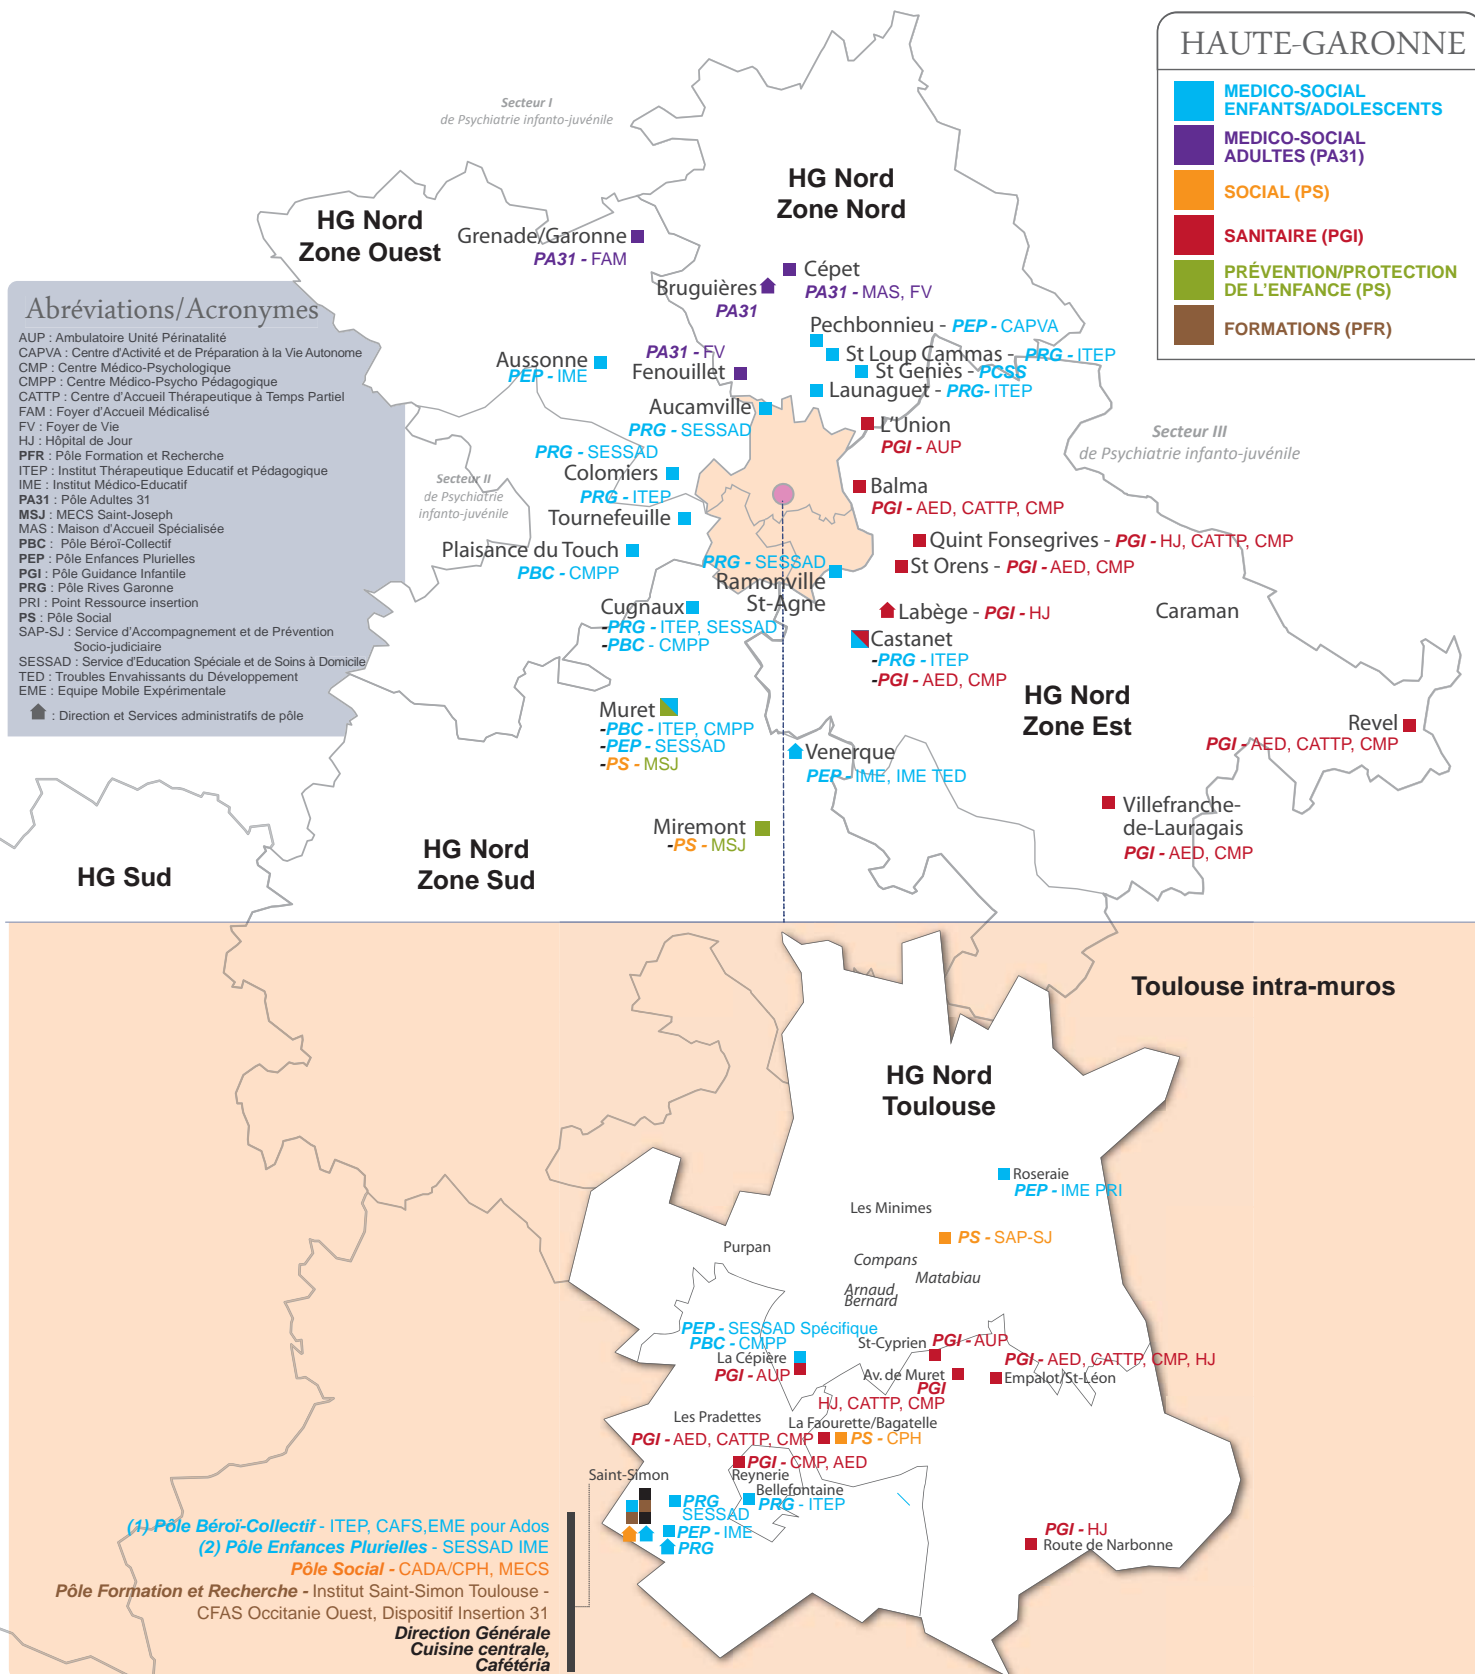 HAUTE-GARONNE
MEDICO-SOCIAL
ENFANTS/ADOLESCENTS
MEDICO-SOCIAL
ADULTES (PA31)
SOCIAL (PS)
SANITAIRE (PGI)
PRÉVENTION/PROTECTION
DE L'ENFANCE (PS)
FORMATIONS (PFR)
Secteur I
de Psychiatrie infanto-juvénile
HG Nord
Zone Nord
HG Nord
Zone Ouest
Grenade/Garonne
PA31 - FAM
Cépet
PA31 - MAS, FV
Bruguières
PA31
Pechbonnieu - PEP - CAPVA
St Loup Cammas - PRG - ITEP
St Geniès - PCSS
Launaguet - PRG- ITEP
PA31 - FV
Fenouillet
Aussonne
PEP - IME
Aucamville
PRG - SESSAD
L'Union
PGI - AUP
Secteur III
de Psychiatrie infanto-juvénile
PRG - SESSAD
Colomiers
PRG - ITEP
Secteur II
de Psychiatrie
infanto-juvénile
Balma
PGI - AED, CATTP, CMP
Tournefeuille
Quint Fonsegrives - PGI - HJ, CATTP, CMP
Plaisance du Touch
PBC - CMPP
St Orens - PGI - AED, CMP
PRG - SESSAD
Ramonville
St-Agne
Cugnaux
-PRG - ITEP, SESSAD
-PBC - CMPP
Labège - PGI - HJ
Caraman
Castanet
-PRG - ITEP
-PGI - AED, CMP
HG Nord
Zone Est
Muret
-PBC - ITEP, CMPP
-PEP - SESSAD
-PS - MSJ
Venerque
PEP - IME, IME TED
Revel
PGI - AED, CATTP, CMP
Villefranche-
de-Lauragais
PGI - AED, CMP
Miremont
-PS - MSJ
HG Nord
Zone Sud
HG Sud
Abréviations/Acronymes
AUP : Ambulatoire Unité Périnatalité
CAPVA : Centre d'Activité et de Préparation à la Vie Autonome
CMP : Centre Médico-Psychologique
CMPP : Centre Médico-Psycho Pédagogique
CATTP : Centre d'Accueil Thérapeutique à Temps Partiel
FAM : Foyer d'Accueil Médicalisé
FV : Foyer de Vie
HJ : Hôpital de Jour
PFR : Pôle Formation et Recherche
ITEP : Institut Thérapeutique Educatif et Pédagogique
IME : Institut Médico-Educatif
PA31 : Pôle Adultes 31
MSJ : MECS Saint-Joseph
MAS : Maison d'Accueil Spécialisée
PBC : Pôle Béroï-Collectif
PEP : Pôle Enfances Plurielles
PGI : Pôle Guidance Infantile
PRG : Pôle Rives Garonne
PRI : Point Ressource insertion
PS : Pôle Social
SAP-SJ : Service d'Accompagnement et de Prévention
Socio-judiciaire
SESSAD : Service d'Education Spéciale et de Soins à Domicile
TED : Troubles Envahissants du Développement
EME : Equipe Mobile Expérimentale
: Direction et Services administratifs de pôle
Toulouse intra-muros
HG Nord
Toulouse
Roseraie
PEP - IME PRI
Les Minimes
PS - SAP-SJ
Purpan
Compans
Matabiau
Arnaud
Bernard
PEP - SESSAD Spécifique
PBC - CMPP
La Cépière
PGI - AUP
St-Cyprien
PGI - AUP
Av. de Muret
PGI
HJ, CATTP, CMP
PGI - AED, CATTP, CMP, HJ
Empalot/St-Léon
Les Pradettes
La Faourette/Bagatelle
PGI - AED, CATTP, CMP
PS - CPH
PGI - CMP, AED
Reynerie
Bellefontaine
PRG - ITEP
Saint-Simon
PRG
SESSAD
PEP - IME
PRG
PGI - HJ
Route de Narbonne
(1) Pôle Béroï-Collectif - ITEP, CAFS,EME pour Ados
(2) Pôle Enfances Plurielles - SESSAD IME
Pôle Social - CADA/CPH, MECS
Pôle Formation et Recherche - Institut Saint-Simon Toulouse -
CFAS Occitanie Ouest, Dispositif Insertion 31
Direction Générale
Cuisine centrale,
Cafétéria